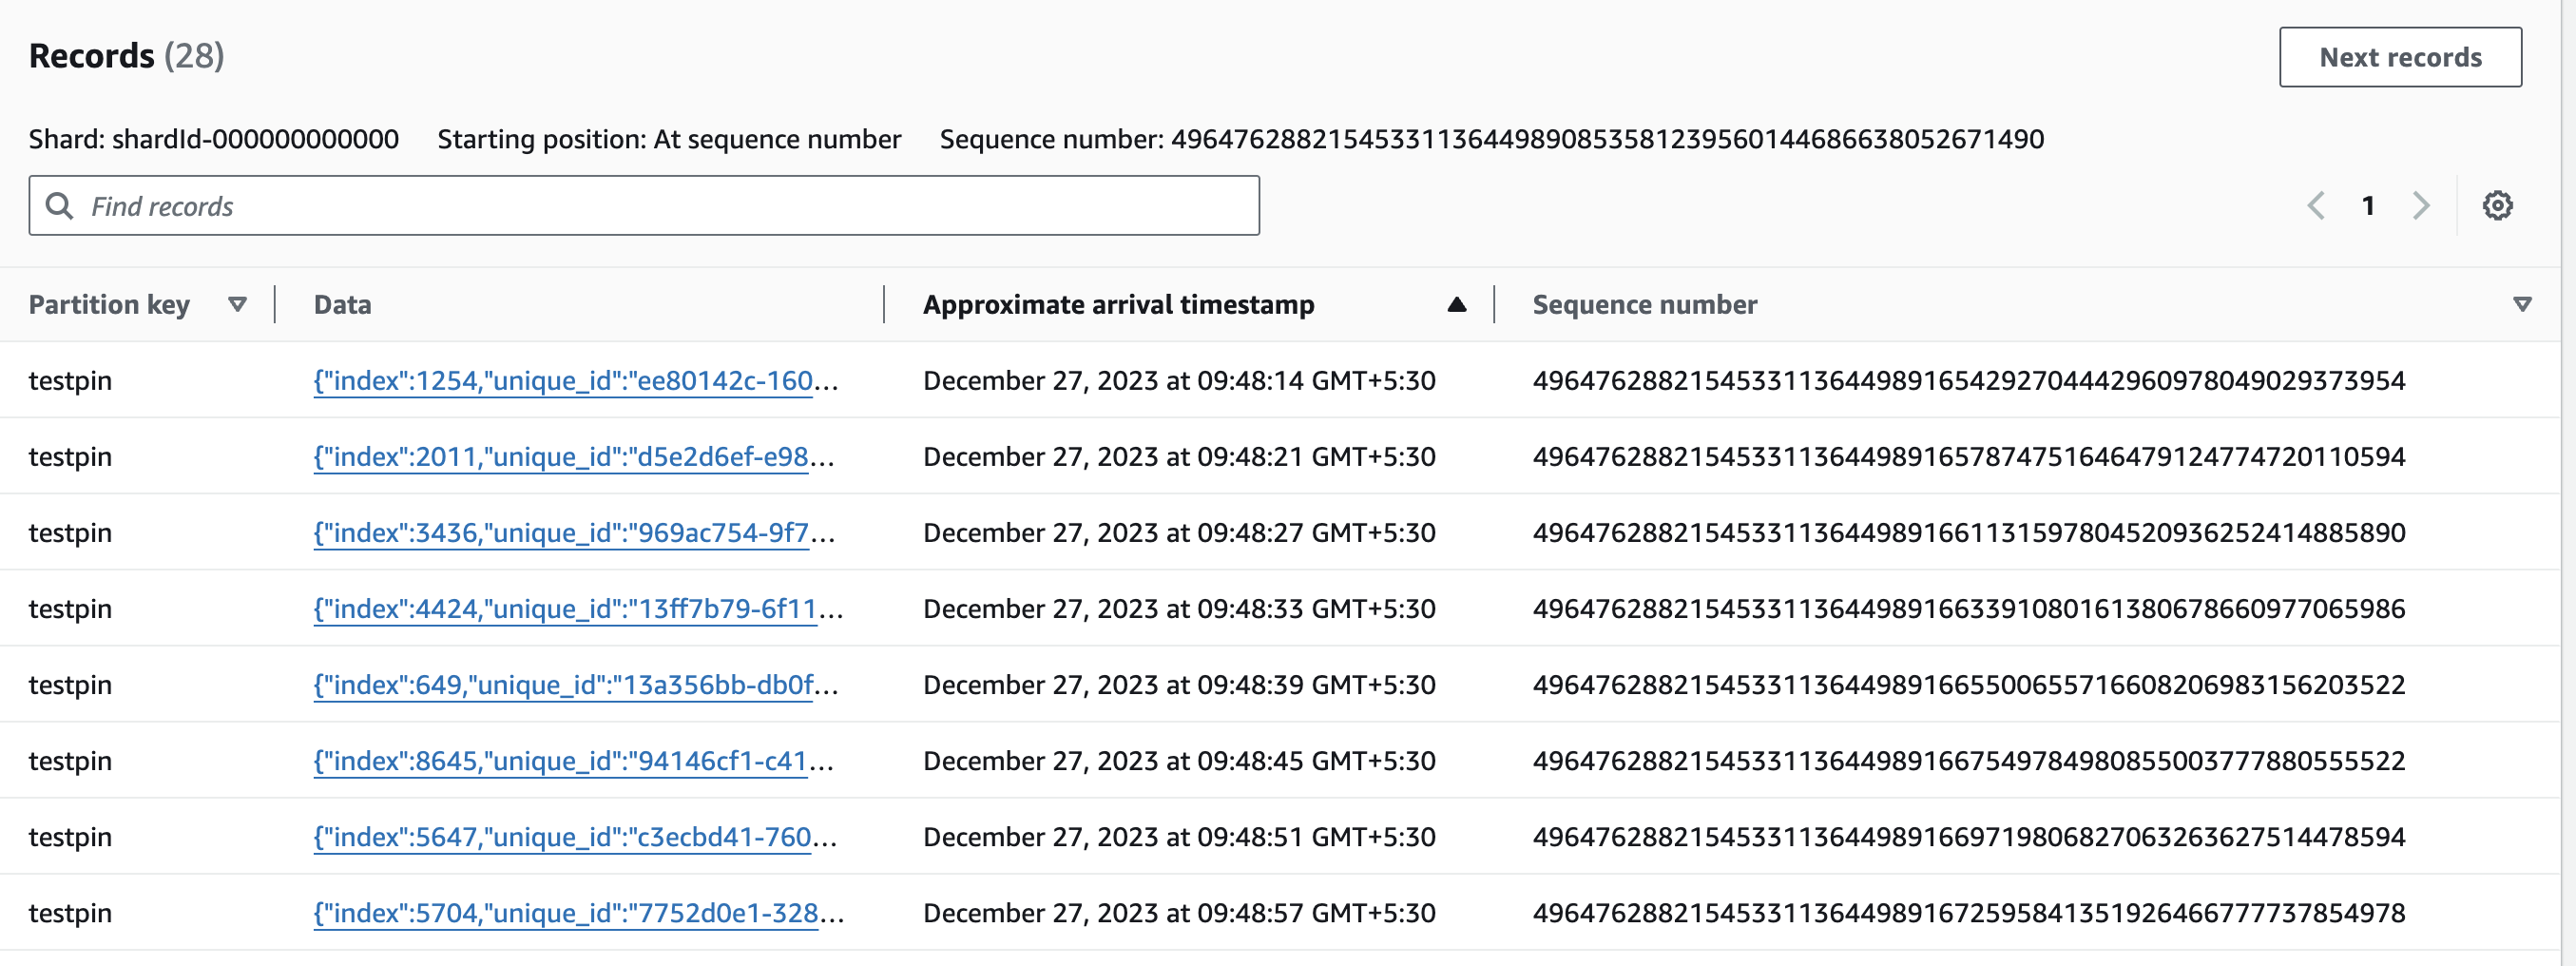 Records (28)
Next records
Shard: shardId-000000000000 Starting position: At sequence number Sequence number: 49647628821545331136449890853581239560144686638052671490
Find records
1
Partition key Data Approximate arrival timestamp Sequence number
testpin {"index":1254,"unique_id":"ee80142c-160... December 27, 2023 at 09:48:14 GMT+5:30 49647628821545331136449891654292704442960978049029373954
testpin {"index":2011,"unique_id":"d5e2d6ef-e98... December 27, 2023 at 09:48:21 GMT+5:30 49647628821545331136449891657874751646479124774720110594
testpin {"index":3436,"unique_id":"969ac754-9f7... December 27, 2023 at 09:48:27 GMT+5:30 49647628821545331136449891661131597804520936252414885890
testpin {"index":4424,"unique_id":"13ff7b79-6f11... December 27, 2023 at 09:48:33 GMT+5:30 49647628821545331136449891663391080161380678660977065986
testpin {"index":649,"unique_id":"13a356bb-db0f... December 27, 2023 at 09:48:39 GMT+5:30 49647628821545331136449891665500655716608206983156203522
testpin {"index":8645,"unique_id":"94146cf1-c41... December 27, 2023 at 09:48:45 GMT+5:30 49647628821545331136449891667549784980855003777880555522
testpin {"index":5647,"unique_id":"c3ecbd41-760... December 27, 2023 at 09:48:51 GMT+5:30 49647628821545331136449891669719806827063263627514478594
testpin {"index":5704,"unique_id":"7752d0e1-328... December 27, 2023 at 09:48:57 GMT+5:30 49647628821545331136449891672595841351926466777737854978